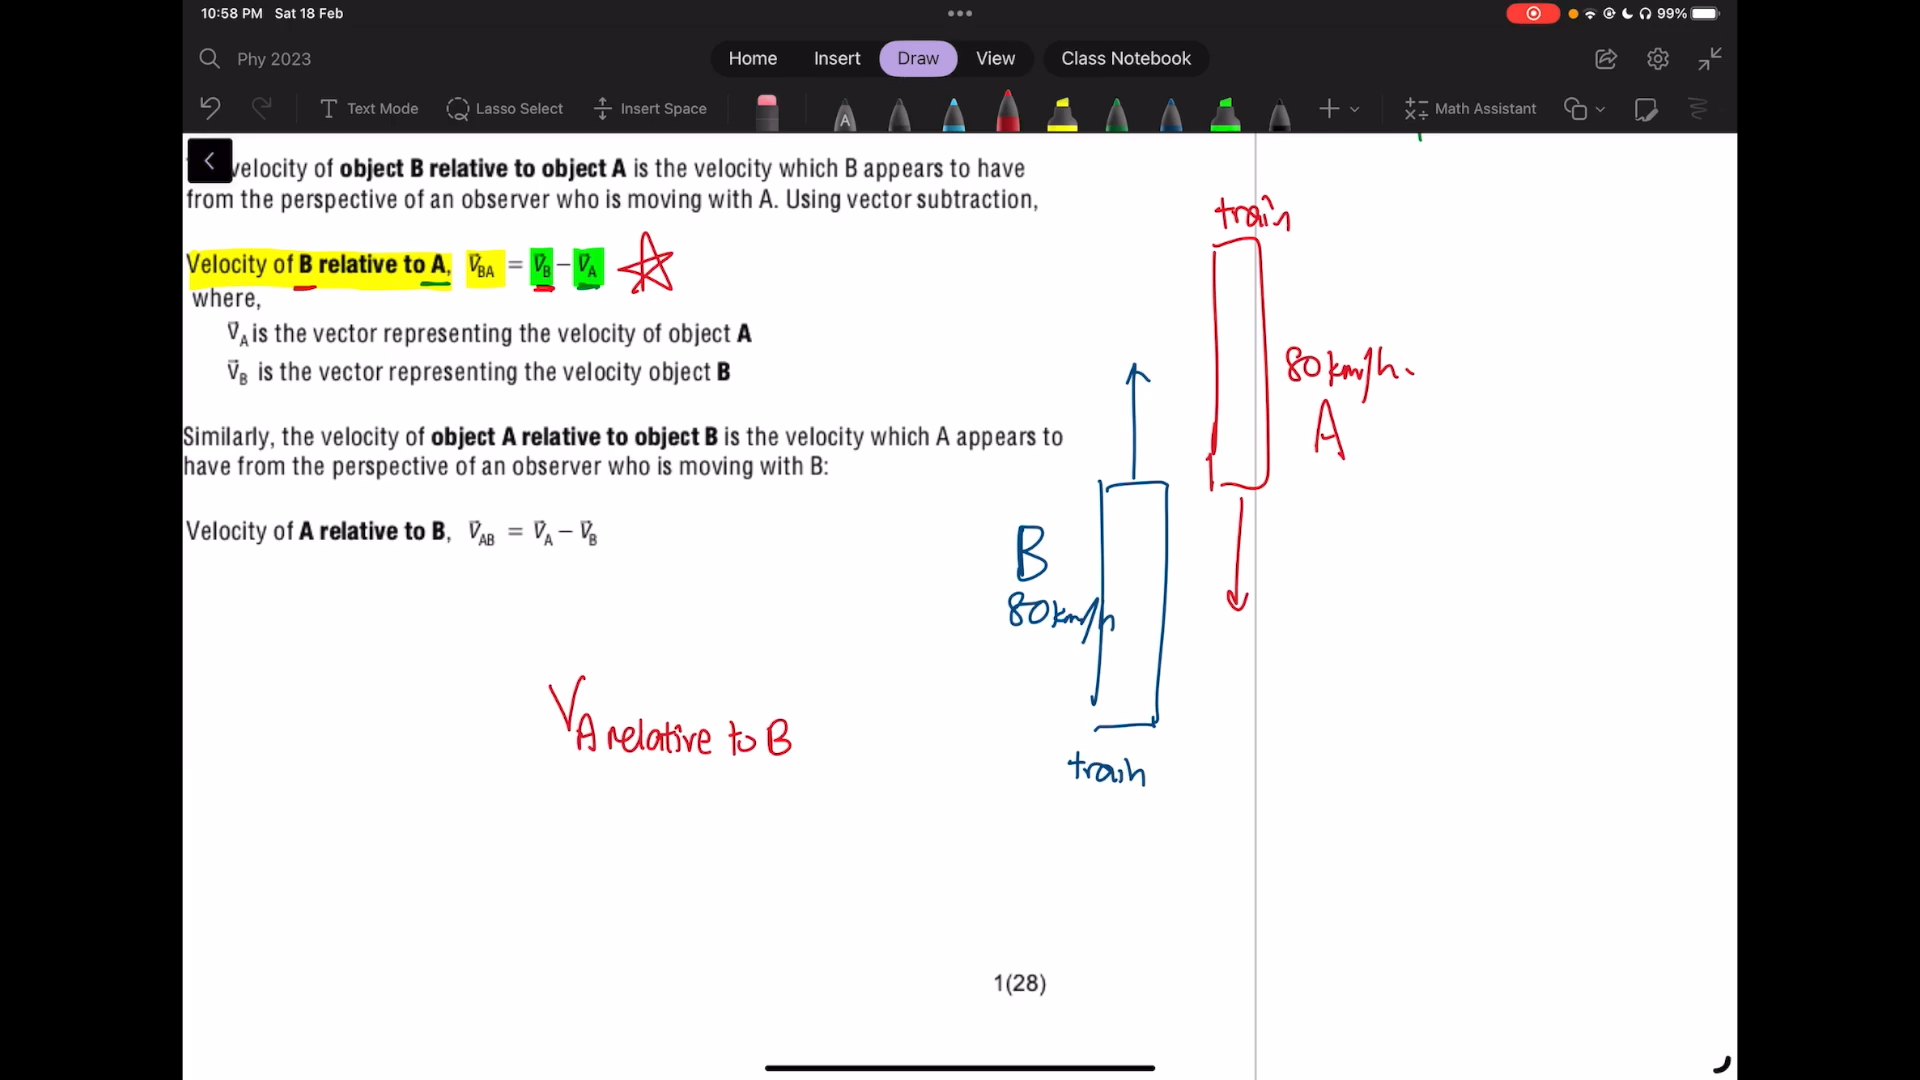 10:58 PM Sat 18 Feb
99%
Phy 2023
Home Insert Draw View Class Notebook
Text Mode Lasso Select Insert Space A Math Assistant
velocity of object B relative to object A is the velocity which B appears to have
from the perspective of an observer who is moving with A. Using vector subtraction,
Velocity of B relative to A, V⃗BA = V⃗B − V⃗A
where,
V⃗A is the vector representing the velocity of object A
V⃗B is the vector representing the velocity object B
Similarly, the velocity of object A relative to object B is the velocity which A appears to
have from the perspective of an observer who is moving with B:
Velocity of A relative to B, V⃗AB = V⃗A − V⃗B
VA relative to B
train
80 km/h.
A
B
80 km/h
train
1(28)